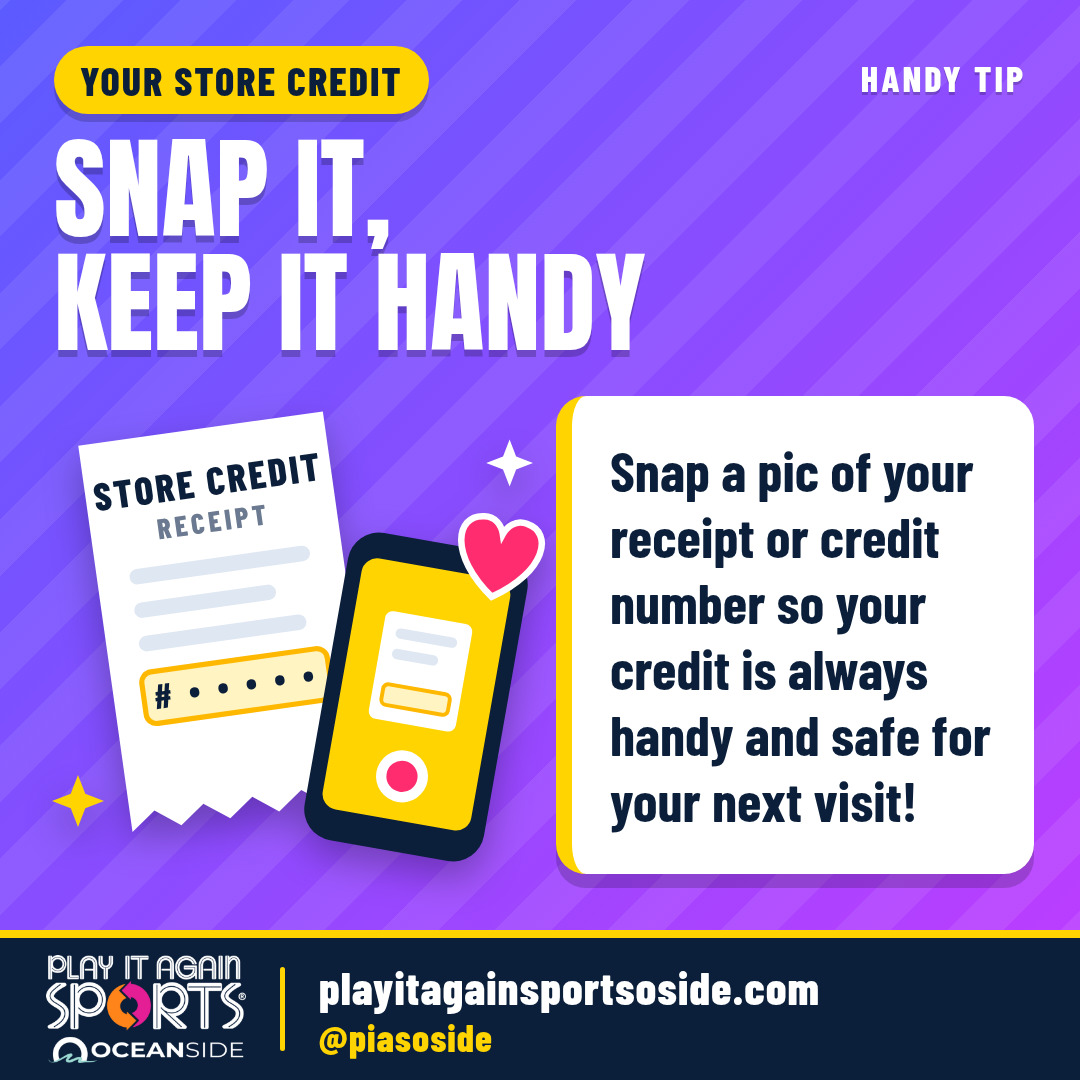 YOUR STORE CREDIT
HANDY TIP
SNAP IT,
KEEP IT HANDY
STORE CREDIT
RECEIPT
# • • • • •
Snap a pic of your
receipt or credit
number so your
credit is always
handy and safe for
your next visit!
PLAY IT AGAIN
SPORTS®
OCEANSIDE
playitagainsportsoside.com
@piasoside